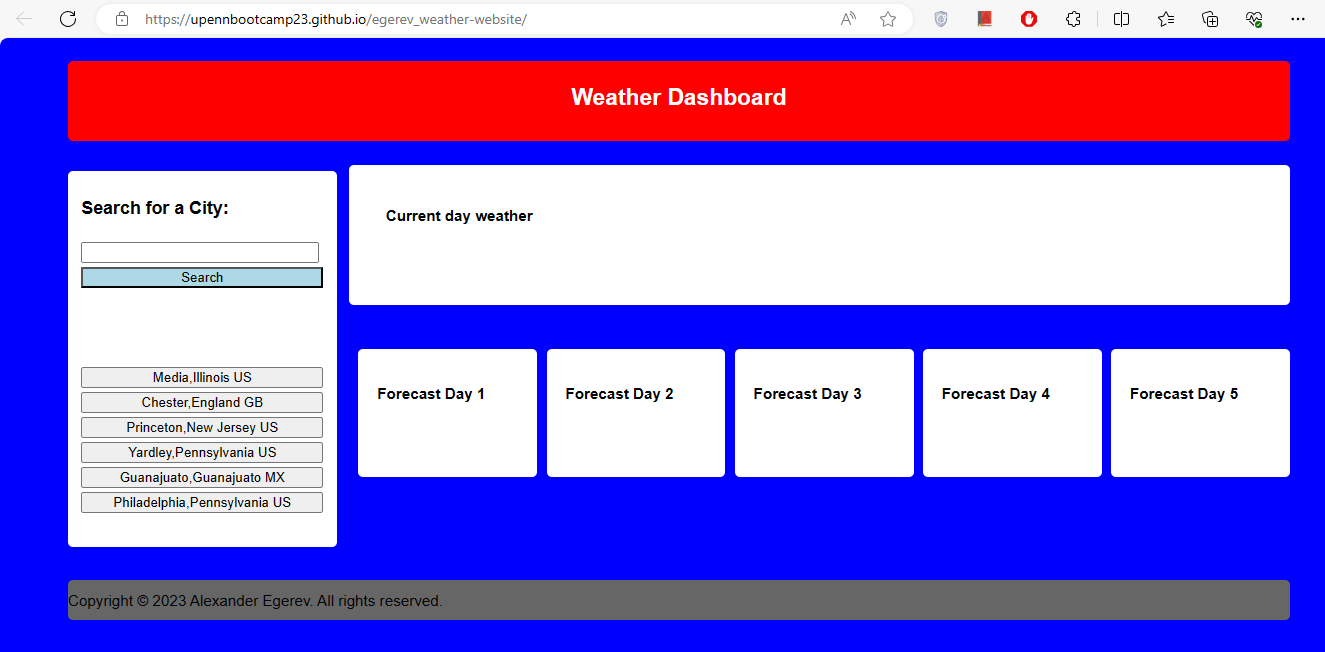 https://upennbootcamp23.github.io/egerev_weather-website/
Weather Dashboard
Search for a City:
Search
Media,Illinois US
Chester,England GB
Princeton,New Jersey US
Yardley,Pennsylvania US
Guanajuato,Guanajuato MX
Philadelphia,Pennsylvania US
Current day weather
Forecast Day 1
Forecast Day 2
Forecast Day 3
Forecast Day 4
Forecast Day 5
Copyright © 2023 Alexander Egerev. All rights reserved.